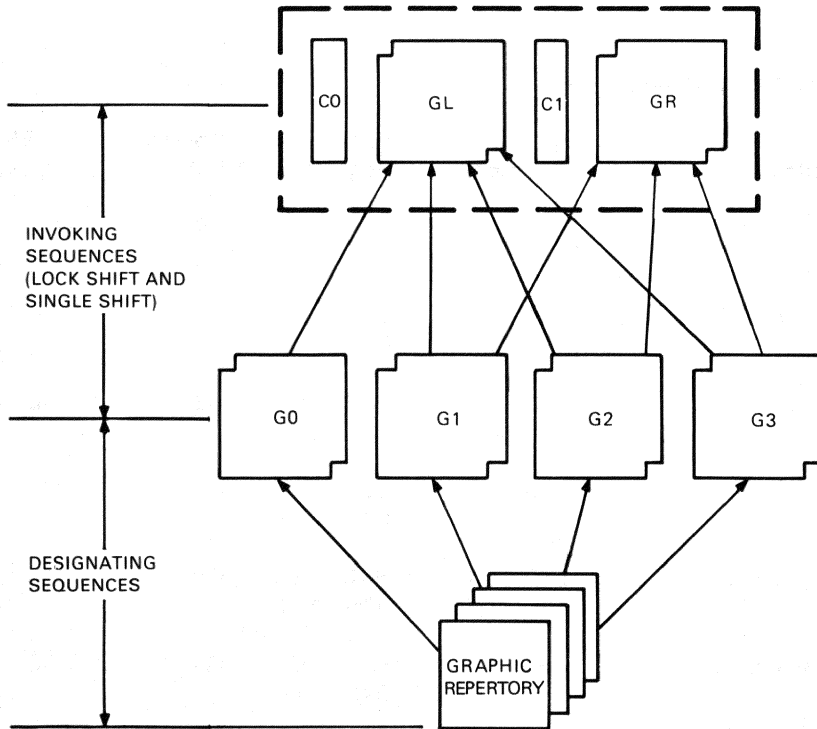 C0
GL
C1
GR
INVOKING
SEQUENCES
(LOCK SHIFT AND
SINGLE SHIFT)
G0
G1
G2
G3
DESIGNATING
SEQUENCES
GRAPHIC
REPERTORY